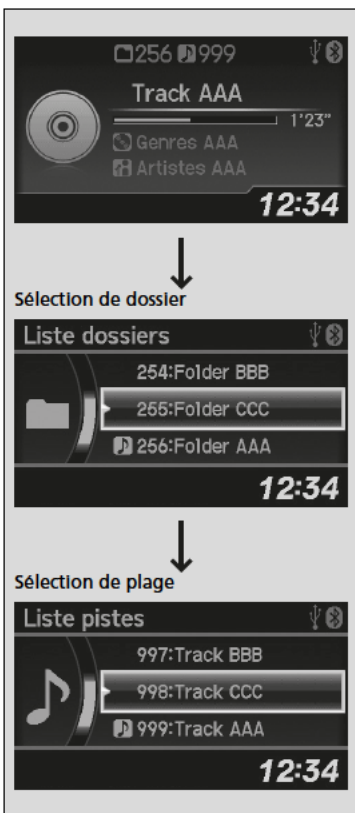 256 999
Track AAA
1'23"
Genres AAA
Artistes AAA
12:34
Sélection de dossier
Liste dossiers
254:Folder BBB
255:Folder CCC
256:Folder AAA
12:34
Sélection de plage
Liste pistes
997:Track BBB
998:Track CCC
999:Track AAA
12:34